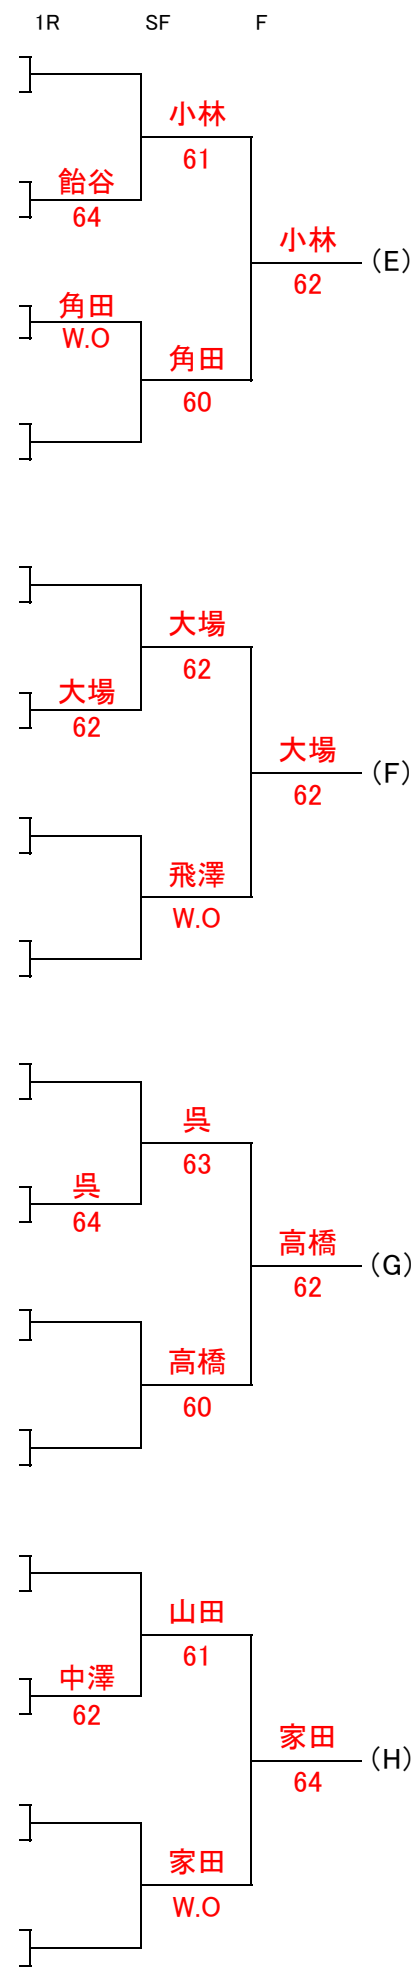 1R SF F
小林
61
飴谷
64
小林
(E)
62
角田
W.O
角田
60
大場
62
大場
62
大場
(F)
62
飛澤
W.O
呉
63
呉
64
高橋
(G)
62
高橋
60
山田
61
中澤
62
家田
(H)
64
家田
W.O